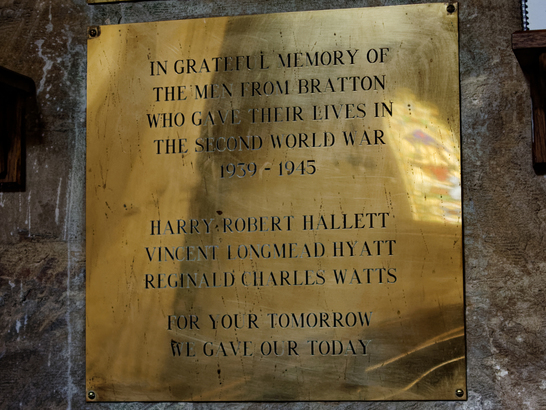 IN GRATEFUL MEMORY OF
THE MEN FROM BRATTON
WHO GAVE THEIR LIVES IN
THE SECOND WORLD WAR
1939 - 1945
HARRY ROBERT HALLETT
VINCENT LONGMEAD HYATT
REGINALD CHARLES WATTS
FOR YOUR TOMORROW
WE GAVE OUR TODAY